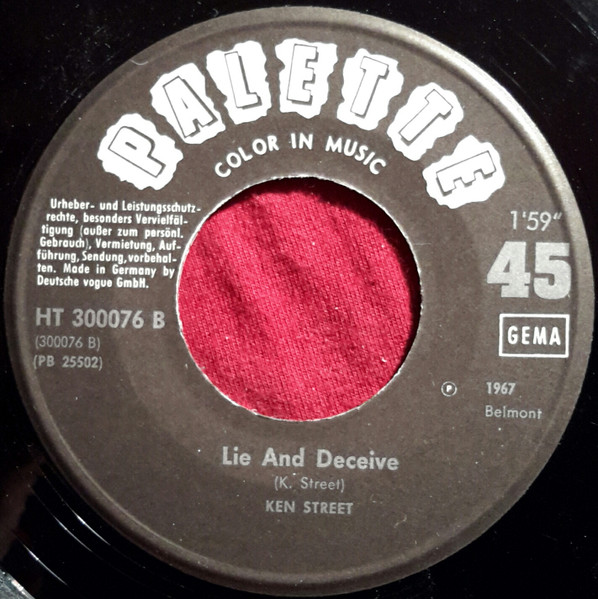 PALETTE
COLOR IN MUSIC
Urheber- und Leistungsschutz-
rechte, besonders Vervielfäl-
tigung (außer zum persönl.
Gebrauch), Vermietung, Auf-
führung, Sendung, vorbehal-
ten. Made in Germany by
Deutsche vogue GmbH.
1'59"
45
GEMA
HT 300076 B
(300076 B)
(PB 25502)
℗ 1967
Belmont
Lie And Deceive
(K. Street)
KEN STREET